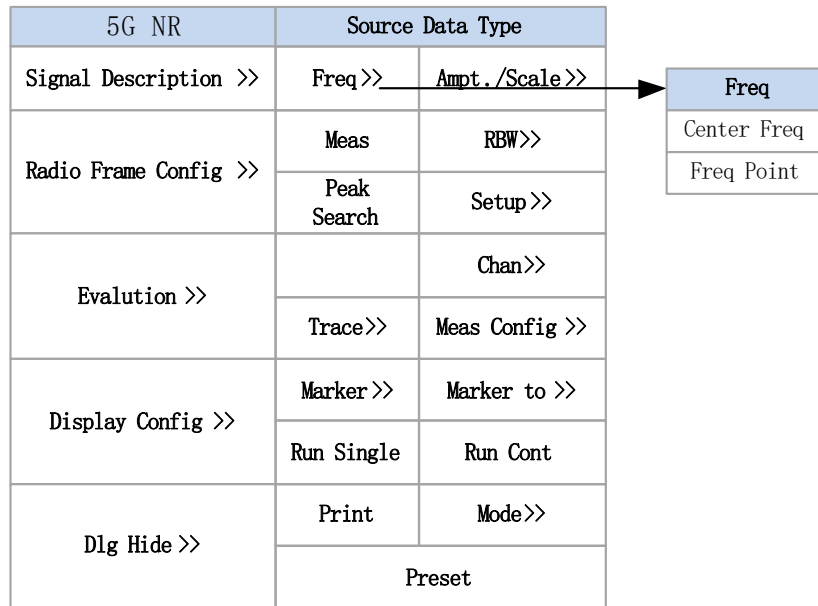 5G NR
Source Data Type
Signal Description >>
Freq>>
Ampt./Scale>>
Freq
Center Freq
Freq Point
Radio Frame Config >>
Meas
RBW>>
Peak
Search
Setup>>
Evalution >>
Chan>>
Trace>>
Meas Config >>
Display Config >>
Marker>>
Marker to >>
Run Single
Run Cont
Dlg Hide >>
Print
Mode>>
Preset